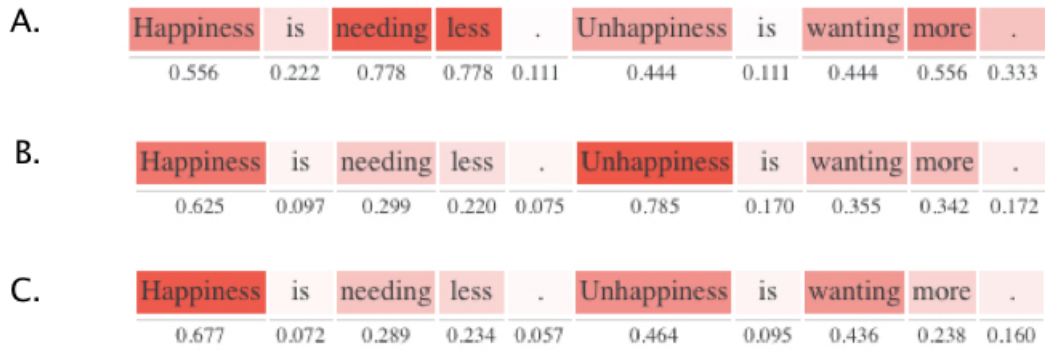 A. Happiness is needing less . Unhappiness is wanting more .
0.556 0.222 0.778 0.778 0.111 0.444 0.111 0.444 0.556 0.333
B. Happiness is needing less . Unhappiness is wanting more .
0.625 0.097 0.299 0.220 0.075 0.785 0.170 0.355 0.342 0.172
C. Happiness is needing less . Unhappiness is wanting more .
0.677 0.072 0.289 0.234 0.057 0.464 0.095 0.436 0.238 0.160